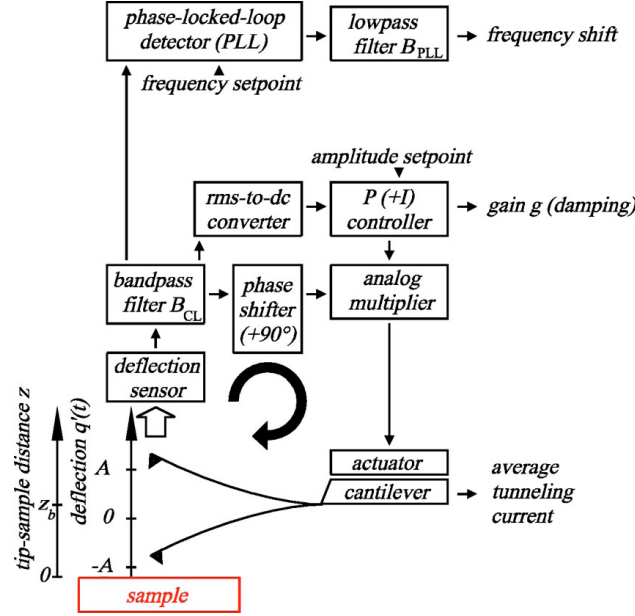 phase-locked-loop
detector (PLL)
lowpass
filter B_PLL
frequency shift
frequency setpoint
amplitude setpoint
rms-to-dc
converter
P (+I)
controller
gain g (damping)
bandpass
filter B_CL
phase
shifter
(+90°)
analog
multiplier
deflection
sensor
tip-sample distance z
deflection q'(t)
A
z_b
0
-A
0
actuator
cantilever
average
tunneling
current
sample